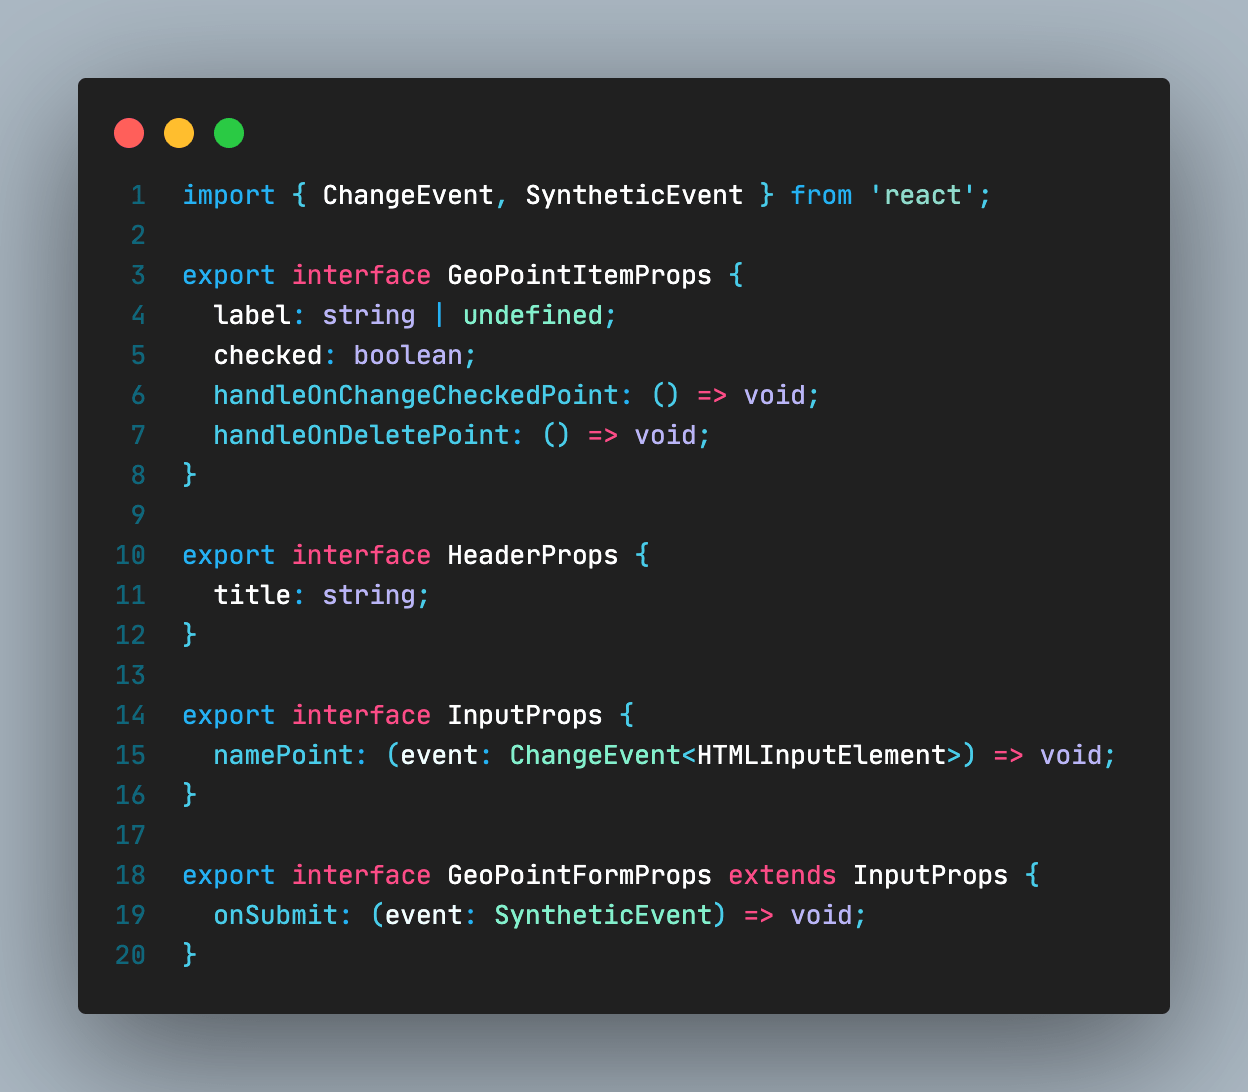 1 import { ChangeEvent, SyntheticEvent } from 'react';
2
3 export interface GeoPointItemProps {
4   label: string | undefined;
5   checked: boolean;
6   handleOnChangeCheckedPoint: () => void;
7   handleOnDeletePoint: () => void;
8 }
9
10 export interface HeaderProps {
11   title: string;
12 }
13
14 export interface InputProps {
15   namePoint: (event: ChangeEvent<HTMLInputElement>) => void;
16 }
17
18 export interface GeoPointFormProps extends InputProps {
19   onSubmit: (event: SyntheticEvent) => void;
20 }